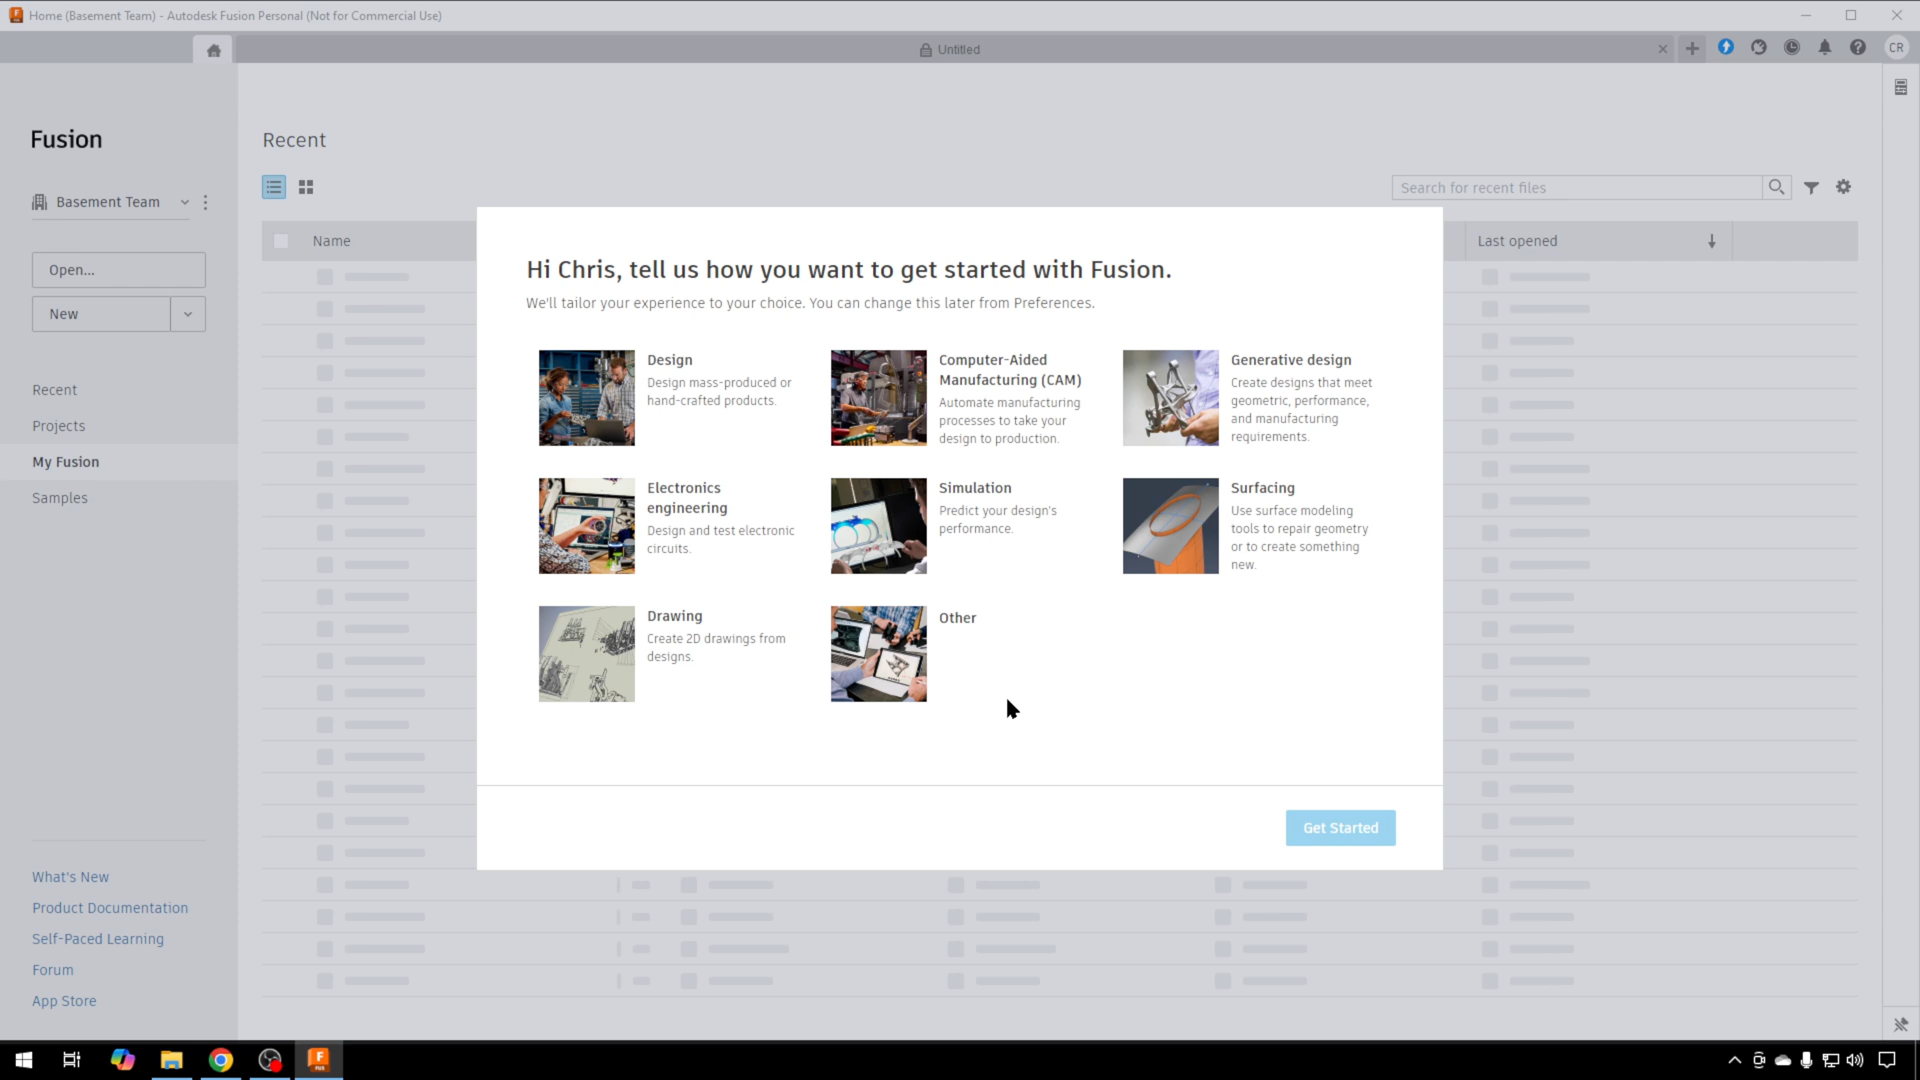 Home (Basement Team) - Autodesk Fusion Personal (Not for Commercial Use)
Untitled
CR
Fusion
Basement Team
Open...
New
Recent
Projects
My Fusion
Samples
What's New
Product Documentation
Self-Paced Learning
Forum
App Store
Recent
Search for recent files
Name
Last opened
Hi Chris, tell us how you want to get started with Fusion.
We'll tailor your experience to your choice. You can change this later from Preferences.
Design
Design mass-produced or
hand-crafted products.
Computer-Aided
Manufacturing (CAM)
Automate manufacturing
processes to take your
design to production.
Generative design
Create designs that meet
geometric, performance,
and manufacturing
requirements.
Electronics
engineering
Design and test electronic
circuits.
Simulation
Predict your design's
performance.
Surfacing
Use surface modeling
tools to repair geometry
or to create something
new.
Drawing
Create 2D drawings from
designs.
Other
Get Started
F
FUS